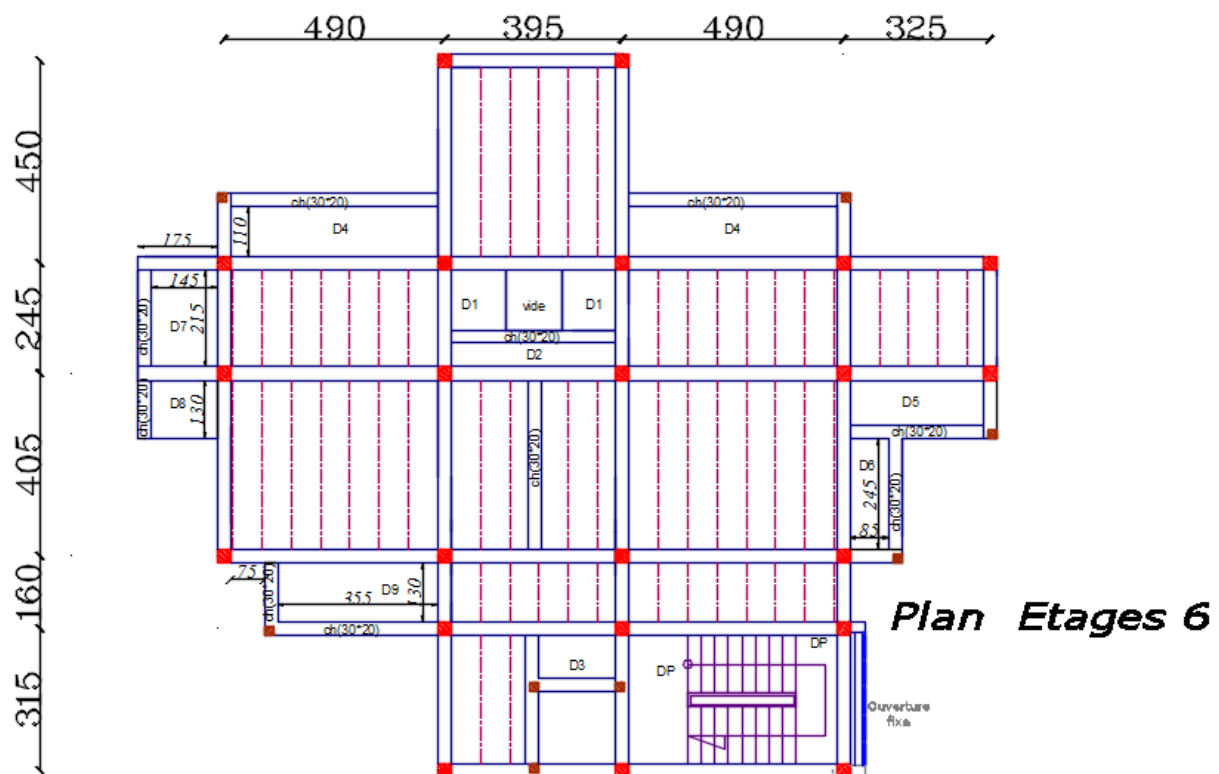 490 395 490 325
450
ch(30*20) ch(30*20)
D4 D4
110
175
245
145
D1 vide D1
215
D7
ch(30*20)
ch(30*20)
D2
405
D8
130
ch(30*20)
D5
ch(30*20)
ch(30*20)
D6
245
ch(30*20)
85
160
75
D9
130
355
ch(30*20)
ch(30*20)
Plan Etages 6
315
D3
DP
DP
Ouverture
fixe